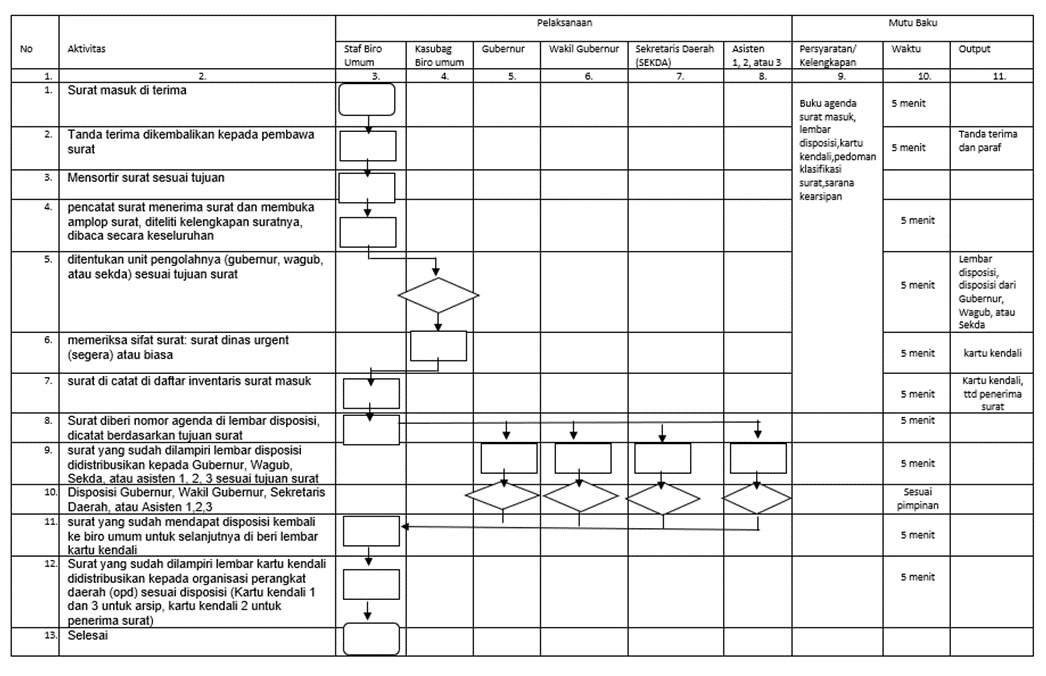 Pelaksanaan
Mutu Baku
No
Aktivitas
Staf Biro
Umum
Kasubag
Biro umum
Gubernur
Wakil Gubernur
Sekretaris Daerah
(SEKDA)
Asisten
1, 2, atau 3
Persyaratan/
Kelengkapan
Waktu
Output
1.
2.
3.
4.
5.
6.
7.
8.
9.
10.
11.
1.
Surat masuk di terima
5 menit
Buku agenda
surat masuk,
lembar
disposisi,kartu
kendali,pedoman
klasifikasi
surat,sarana
kearsipan
2.
Tanda terima dikembalikan kepada pembawa
surat
5 menit
Tanda terima
dan paraf
3.
Mensortir surat sesuai tujuan
4.
pencatat surat menerima surat dan membuka
amplop surat, diteliti kelengkapan suratnya,
dibaca secara keseluruhan
5 menit
5.
ditentukan unit pengolahnya (gubernur, wagub,
atau sekda) sesuai tujuan surat
5 menit
Lembar
disposisi,
disposisi dari
Gubernur,
Wagub, atau
Sekda
6.
memeriksa sifat surat: surat dinas urgent
(segera) atau biasa
5 menit
kartu kendali
7.
surat di catat di daftar inventaris surat masuk
5 menit
Kartu kendali,
ttd penerima
surat
8.
Surat diberi nomor agenda di lembar disposisi,
dicatat berdasarkan tujuan surat
5 menit
9.
surat yang sudah dilampiri lembar disposisi
didistribusikan kepada Gubernur, Wagub,
Sekda, atau asisten 1, 2, 3 sesuai tujuan surat
5 menit
10.
Disposisi Gubernur, Wakil Gubernur, Sekretaris
Daerah, atau Asisten 1,2,3
Sesuai
pimpinan
11.
surat yang sudah mendapat disposisi kembali
ke biro umum untuk selanjutnya di beri lembar
kartu kendali
5 menit
12.
Surat yang sudah dilampiri lembar kartu kendali
didistribusikan kepada organisasi perangkat
daerah (opd) sesuai disposisi (Kartu kendali 1
dan 3 untuk arsip, kartu kendali 2 untuk
penerima surat)
5 menit
13.
Selesai